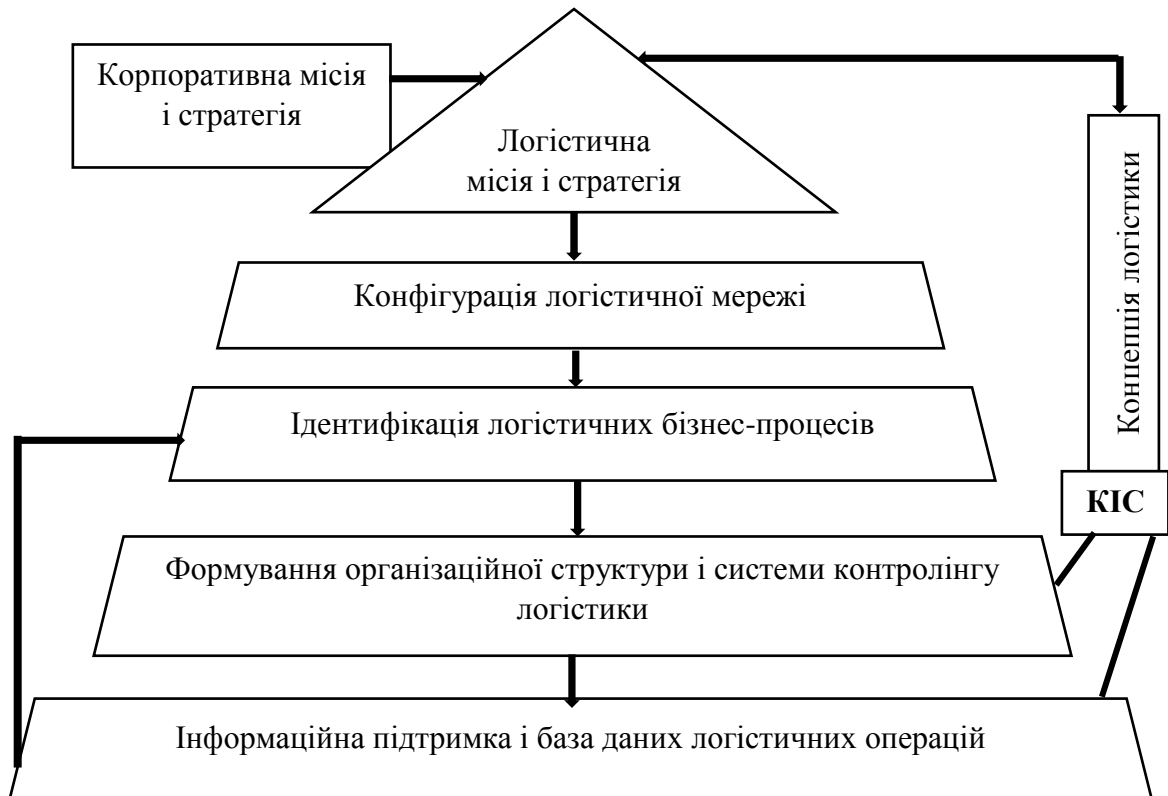 Корпоративна місія
і стратегія
Логістична
місія і стратегія
Концепція логістики
Конфігурація логістичної мережі
Ідентифікація логістичних бізнес-процесів
КІС
Формування організаційної структури і системи контролінгу
логістики
Інформаційна підтримка і база даних логістичних операцій